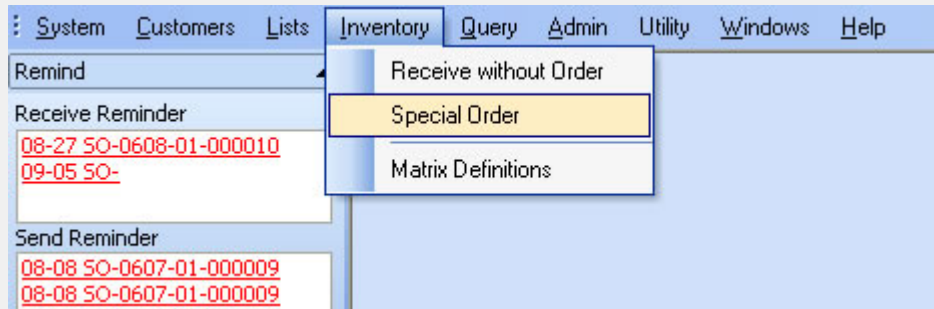 System Customers Lists Inventory Query Admin Utility Windows Help
Remind
Receive without Order
Receive Reminder
Special Order
08-27 SO-0608-01-000010
09-05 SO-
Matrix Definitions
Send Reminder
08-08 SO-0607-01-000009
08-08 SO-0607-01-000009